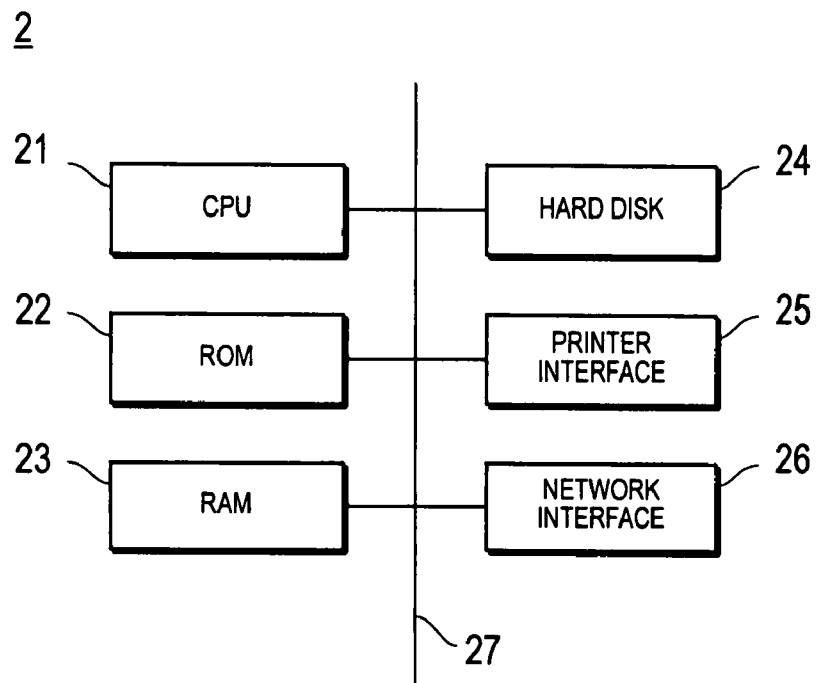 2
21
CPU
24
HARD DISK
22
ROM
25
PRINTER
INTERFACE
23
RAM
26
NETWORK
INTERFACE
27